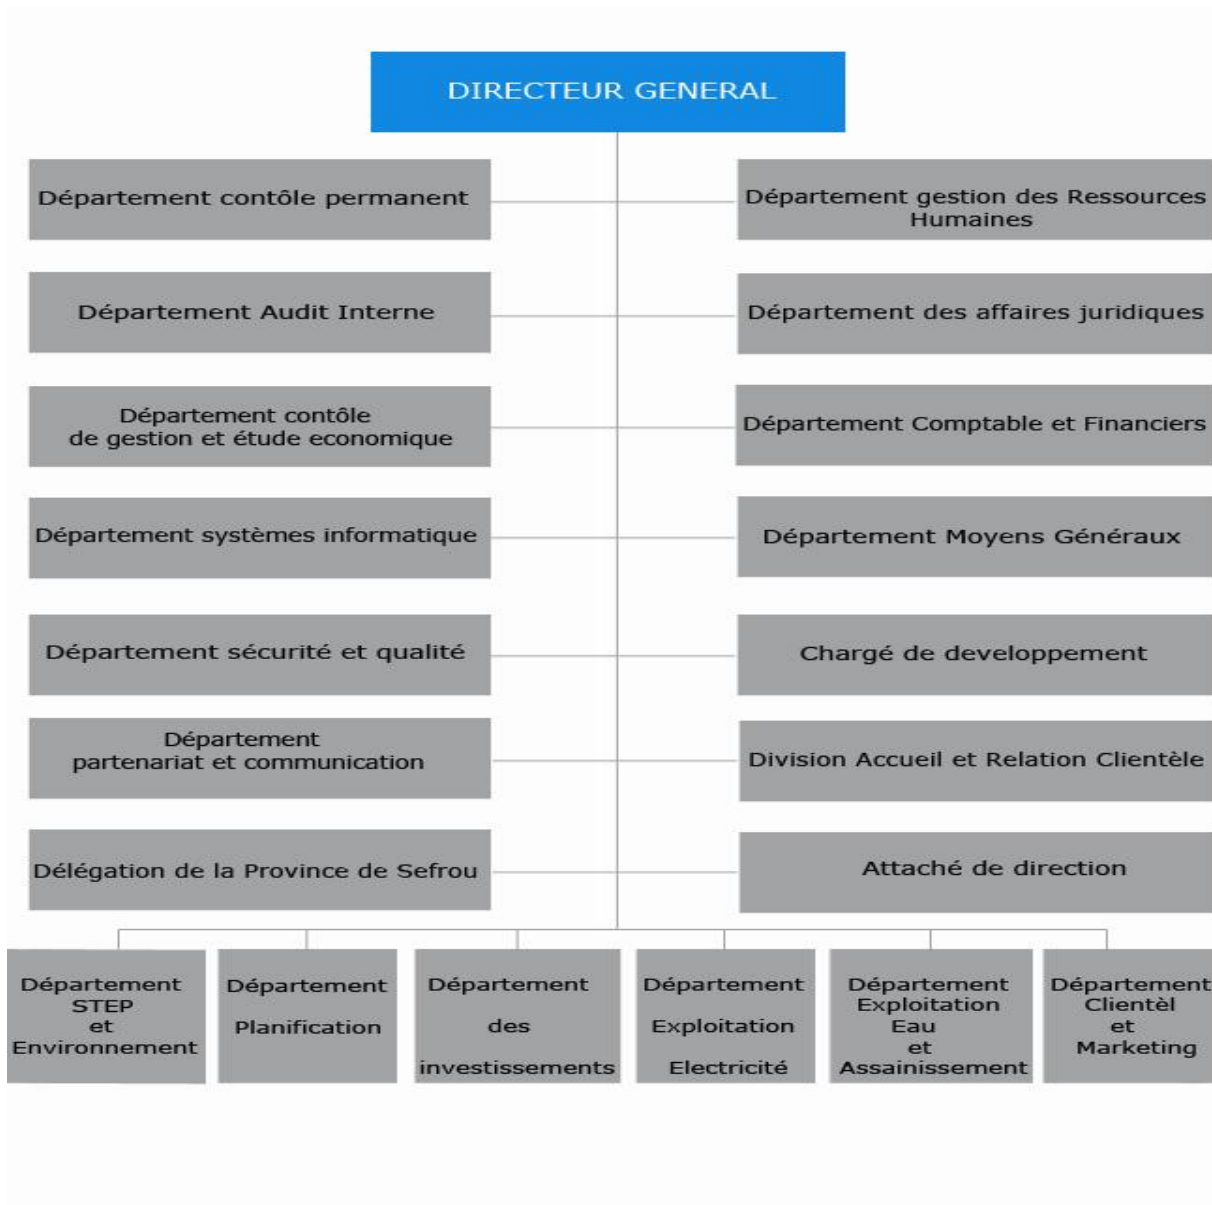 DIRECTEUR GENERAL
Département contôle permanent
Département gestion des Ressources
Humaines
Département Audit Interne
Département des affaires juridiques
Département contôle
de gestion et étude economique
Département Comptable et Financiers
Département systèmes informatique
Département Moyens Généraux
Département sécurité et qualité
Chargé de developpement
Département
partenariat et communication
Division Accueil et Relation Clientèle
Délégation de la Province de Sefrou
Attaché de direction
Département
STEP
et
Environnement
Département
Planification
Département
des
investissements
Département
Exploitation
Electricité
Département
Exploitation
Eau
et
Assainissement
Département
Clientèl
et
Marketing